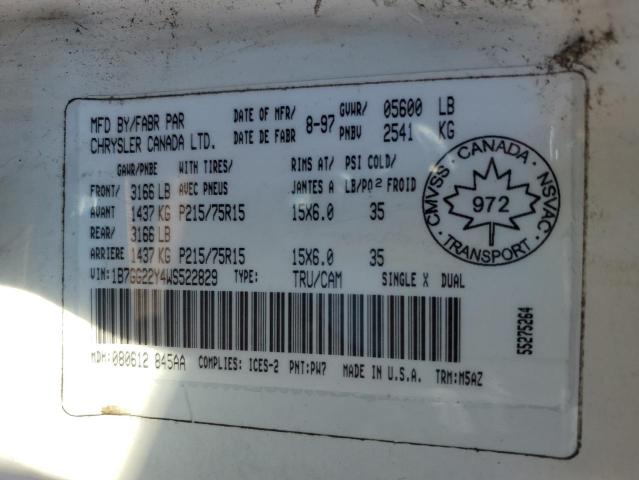 MFD BY/FABR PAR DATE OF MFR/ 8-97 GVWR/ 05600 LB
CHRYSLER CANADA LTD. DATE DE FABR PNBV 2541 KG
GAWR/PNBE WITH TIRES/ RIMS AT/ PSI COLD/
FRONT/ 3166 LB AVEC PNEUS JANTES A LB/PO2 FROID
AVANT 1437 KG P215/75R15 15X6.0 35
REAR/ 3166 LB
ARRIERE 1437 KG P215/75R15 15X6.0 35
VIN: 1B7GG22Y4WS522829 TYPE: TRU/CAM SINGLE X DUAL
MDH: 080612 845AA COMPLIES: ICES-2 PNT: PW7 MADE IN U.S.A. TRM: M5AZ
CANADA
CMVSS
NSVAC
972
TRANSPORT
55275264